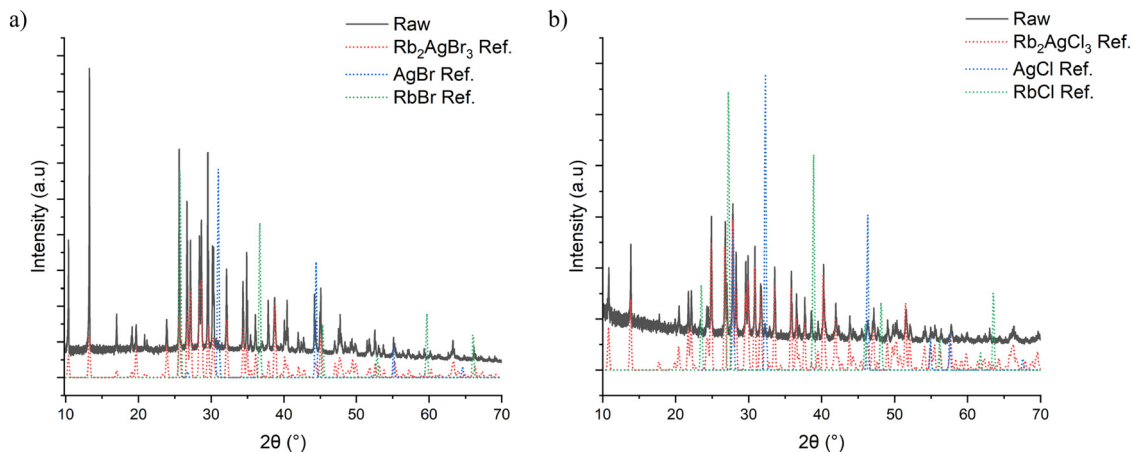 a)
Raw
Rb₂AgBr₃ Ref.
AgBr Ref.
RbBr Ref.
Intensity (a.u)
10 20 30 40 50 60 70
2θ (°)
b)
Raw
Rb₂AgCl₃ Ref.
AgCl Ref.
RbCl Ref.
Intensity (a.u)
10 20 30 40 50 60 70
2θ (°)